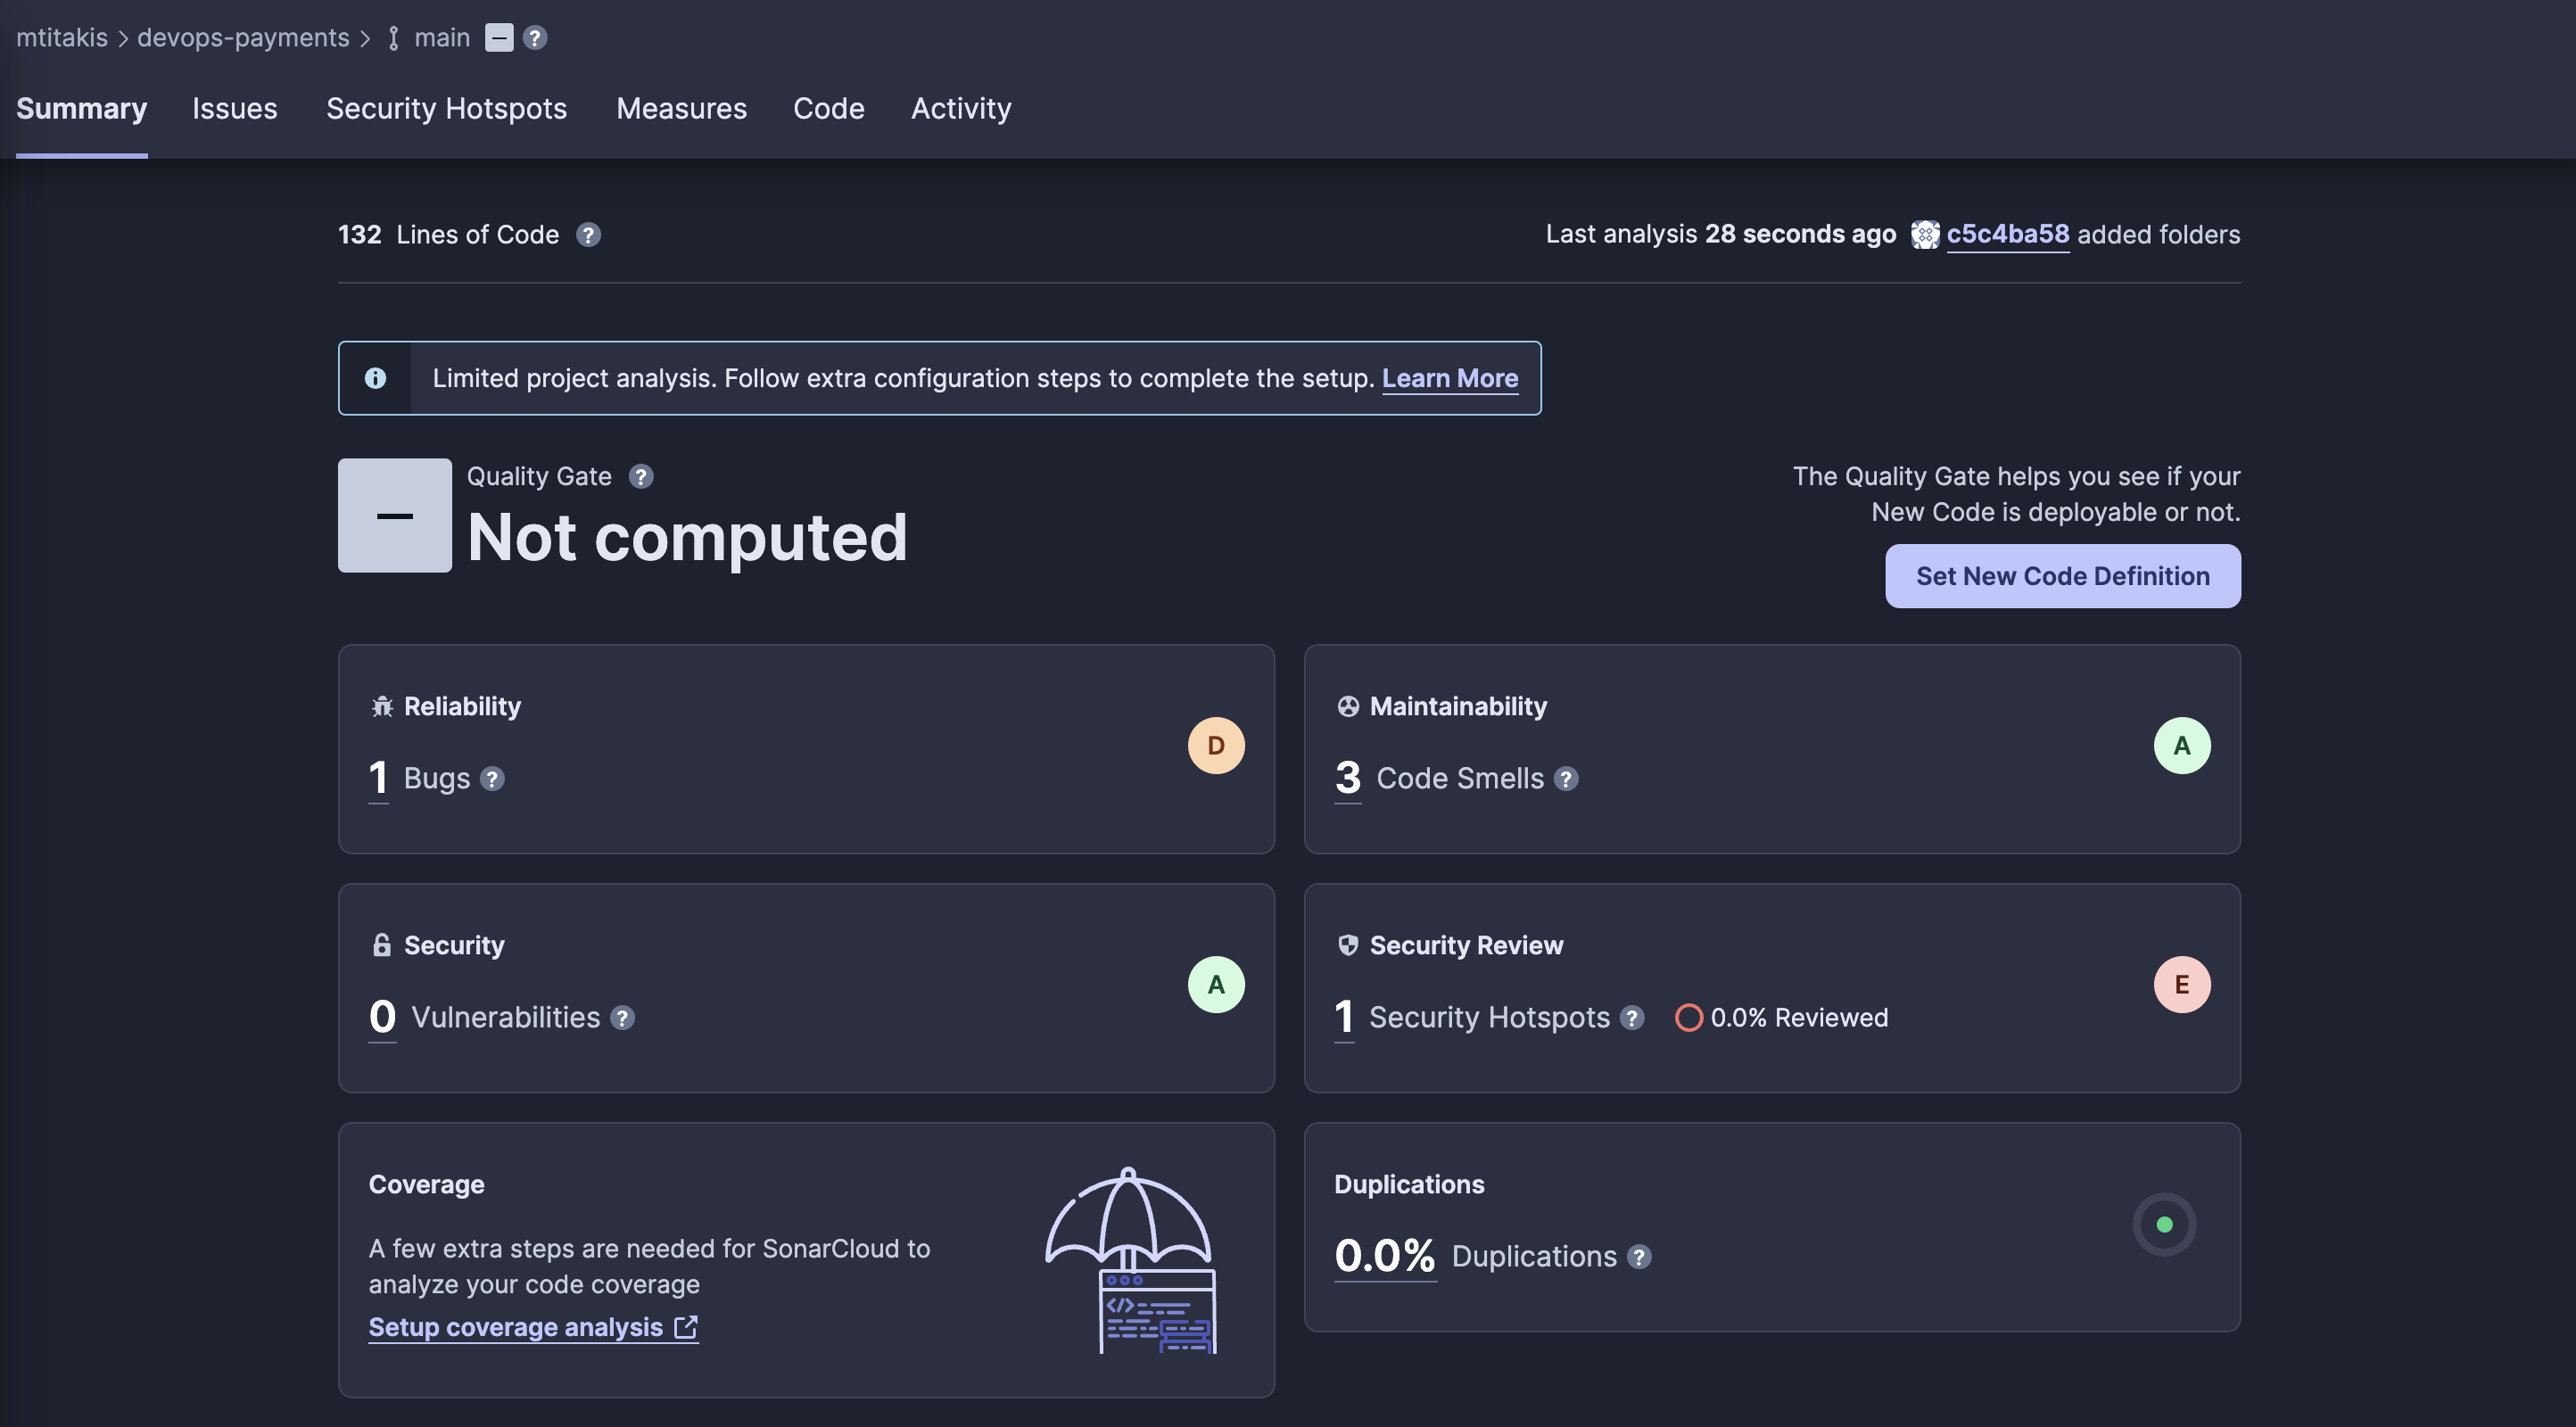 mtitakis > devops-payments > main
Summary Issues Security Hotspots Measures Code Activity
132 Lines of Code ?
Last analysis 28 seconds ago c5c4ba58 added folders
Limited project analysis. Follow extra configuration steps to complete the setup. Learn More
Quality Gate ?
Not computed
The Quality Gate helps you see if your
New Code is deployable or not.
Set New Code Definition
Reliability
1 Bugs ?
D
Maintainability
3 Code Smells ?
A
Security
0 Vulnerabilities ?
A
Security Review
1 Security Hotspots ? 0.0% Reviewed
E
Coverage
A few extra steps are needed for SonarCloud to
analyze your code coverage
Setup coverage analysis
</>
Duplications
0.0% Duplications ?